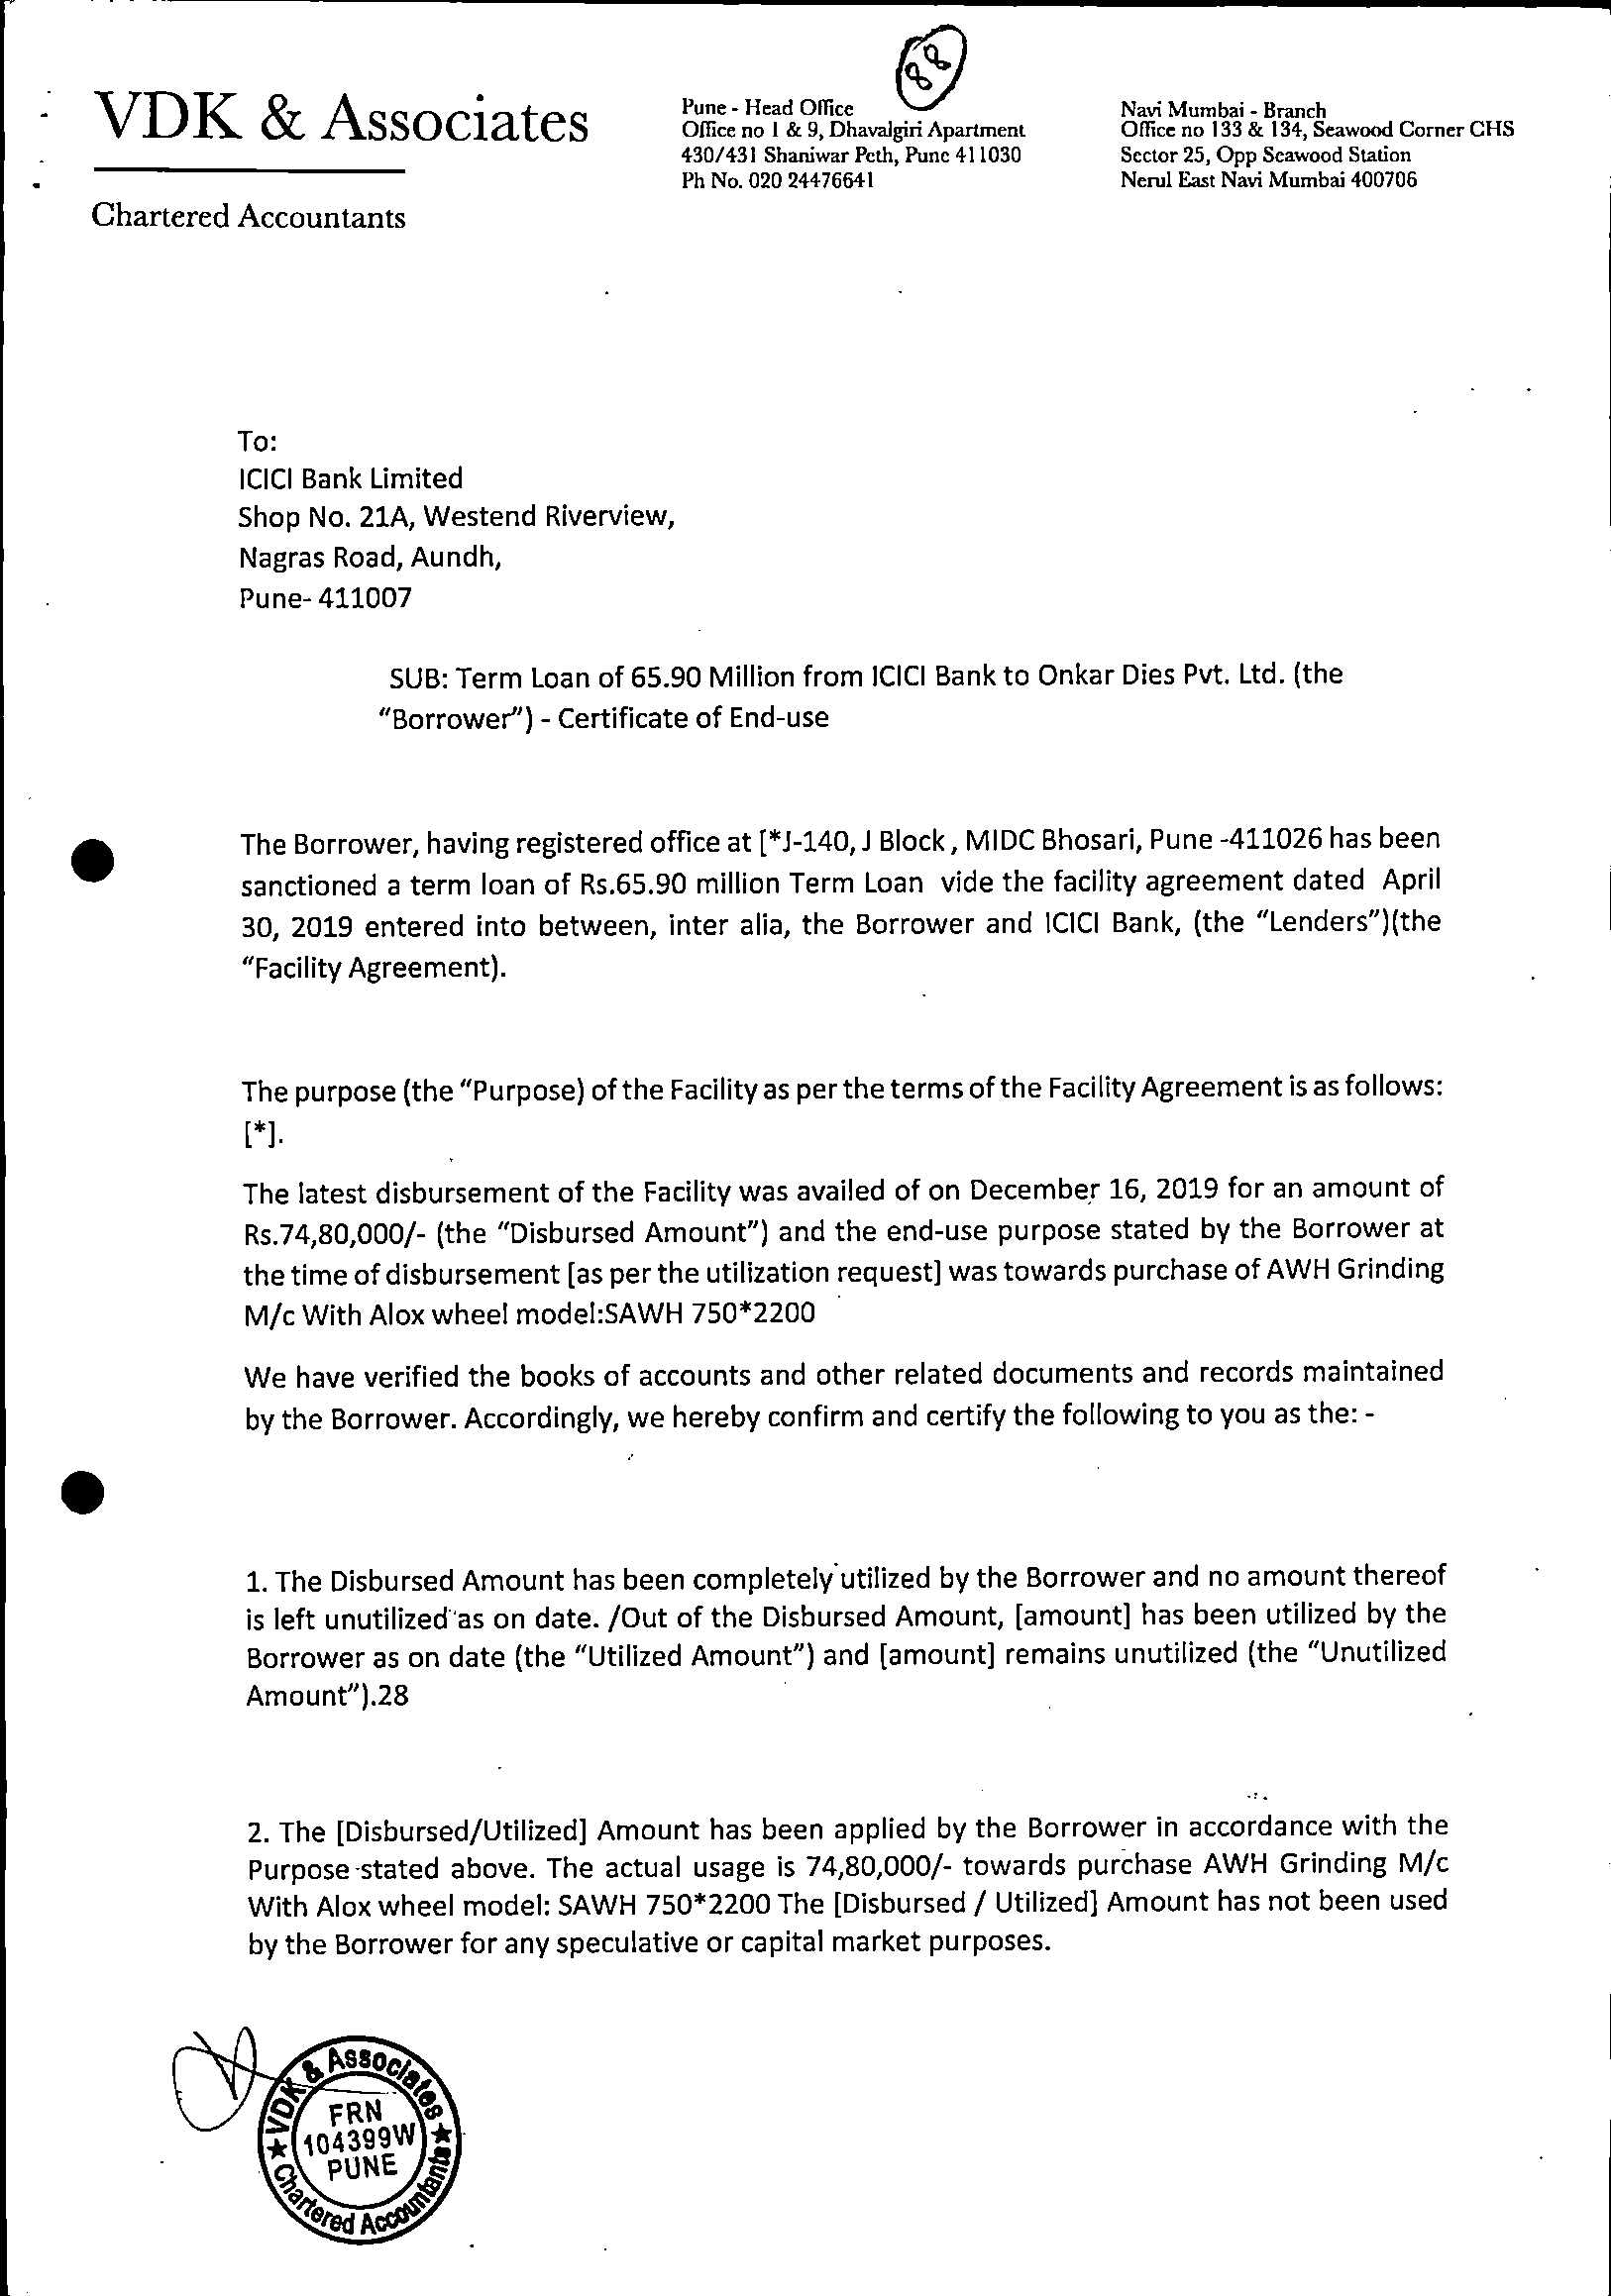 88
VDK & Associates
Chartered Accountants
Pune - Head Office
Office no 1 & 9, Dhavalgiri Apartment
430/431 Shaniwar Peth, Pune 411030
Ph No. 020 24476641
Navi Mumbai - Branch
Office no 133 & 134, Seawood Corner CHS
Sector 25, Opp Seawood Station
Nerul East Navi Mumbai 400706
To:
ICICI Bank Limited
Shop No. 21A, Westend Riverview,
Nagras Road, Aundh,
Pune- 411007
SUB: Term Loan of 65.90 Million from ICICI Bank to Onkar Dies Pvt. Ltd. (the
“Borrower”) - Certificate of End-use
The Borrower, having registered office at [*J-140, J Block , MIDC Bhosari, Pune -411026 has been
sanctioned a term loan of Rs.65.90 million Term Loan vide the facility agreement dated April
30, 2019 entered into between, inter alia, the Borrower and ICICI Bank, (the “Lenders”)(the
“Facility Agreement).
The purpose (the “Purpose) of the Facility as per the terms of the Facility Agreement is as follows:
[*].
The latest disbursement of the Facility was availed of on December 16, 2019 for an amount of
Rs.74,80,000/- (the “Disbursed Amount”) and the end-use purpose stated by the Borrower at
the time of disbursement [as per the utilization request] was towards purchase of AWH Grinding
M/c With Alox wheel model:SAWH 750*2200
We have verified the books of accounts and other related documents and records maintained
by the Borrower. Accordingly, we hereby confirm and certify the following to you as the: -
1. The Disbursed Amount has been completely utilized by the Borrower and no amount thereof
is left unutilized as on date. /Out of the Disbursed Amount, [amount] has been utilized by the
Borrower as on date (the “Utilized Amount”) and [amount] remains unutilized (the “Unutilized
Amount”).28
2. The [Disbursed/Utilized] Amount has been applied by the Borrower in accordance with the
Purpose stated above. The actual usage is 74,80,000/- towards purchase AWH Grinding M/c
With Alox wheel model: SAWH 750*2200 The [Disbursed / Utilized] Amount has not been used
by the Borrower for any speculative or capital market purposes.
VDK & Associates
FRN
104399W
PUNE
Chartered Accountants